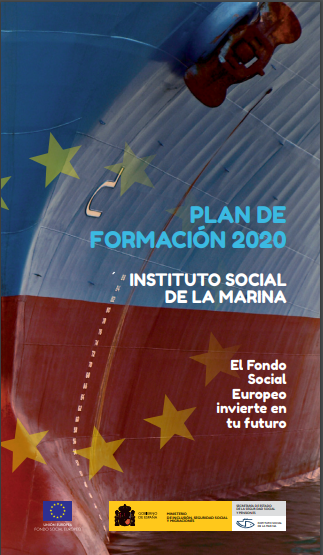 PLAN DE
FORMACIÓN 2020
INSTITUTO SOCIAL
DE LA MARINA
El Fondo
Social
Europeo
invierte en
tu futuro
UNIÓN EUROPEA
FONDO SOCIAL EUROPEO
GOBIERNO
DE ESPAÑA
MINISTERIO
DE INCLUSIÓN, SEGURIDAD SOCIAL
Y MIGRACIONES
SECRETARÍA DE ESTADO
DE LA SEGURIDAD SOCIAL
Y PENSIONES
INSTITUTO SOCIAL
DE LA MARINA